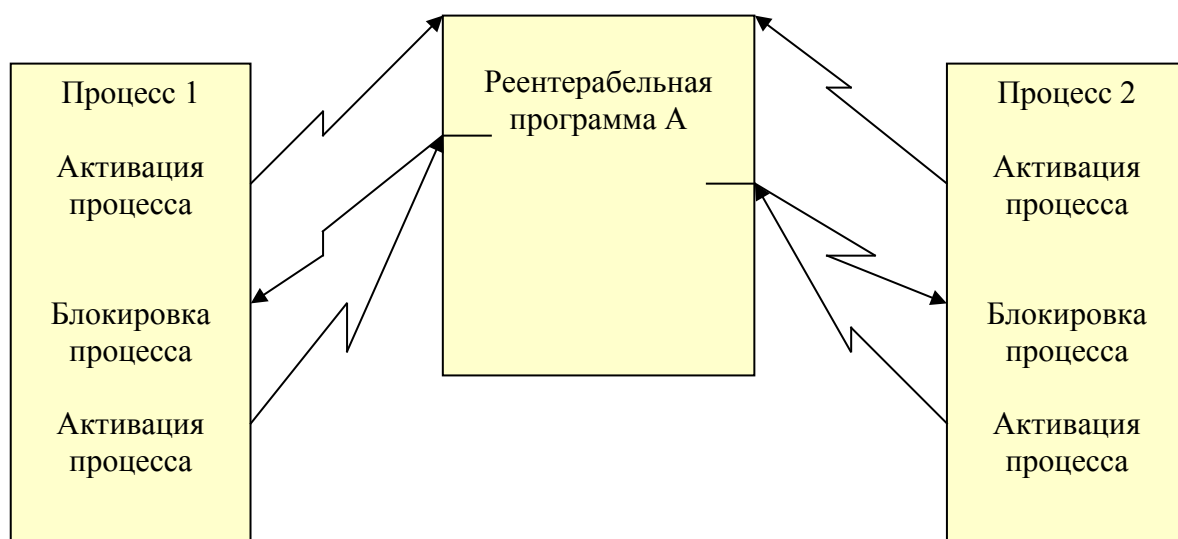 Процесс 1
Активация
процесса
Блокировка
процесса
Активация
процесса
Реентерабельная
программа А
Процесс 2
Активация
процесса
Блокировка
процесса
Активация
процесса